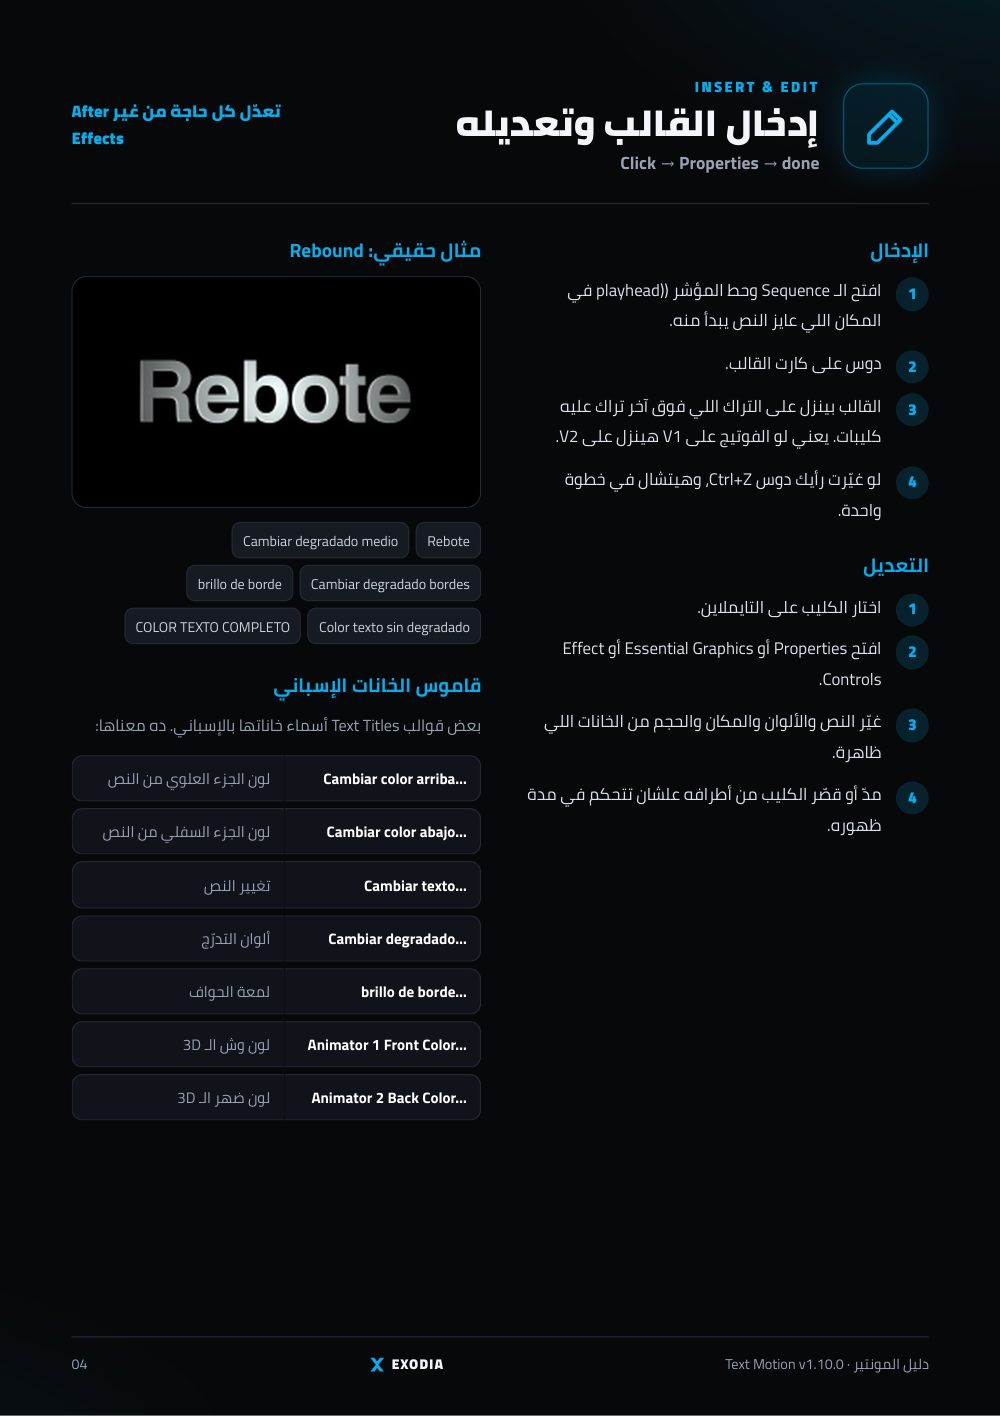 INSERT & EDIT
إدخال القالب وتعديله
Click → Properties → done
تعدّل كل حاجة من غير After
Effects
الإدخال
1
افتح الـ Sequence وحط المؤشر ((playhead في
المكان اللي عايز النص يبدأ منه.
2
دوس على كارت القالب.
3
القالب بينزل على التراك اللي فوق آخر تراك عليه
كليبات. يعني لو الفوتيج على V1 هينزل على V2.
4
لو غيّرت رأيك دوس Ctrl+Z, وهيتشال في خطوة
واحدة.
التعديل
1
اختار الكليب على التايملاين.
2
افتح Properties أو Essential Graphics أو Effect
Controls.
3
غيّر النص والألوان والمكان والحجم من الخانات اللي
ظاهرة.
4
مدّ أو قصّر الكليب من أطرافه علشان تتحكم في مدة
ظهوره.
مثال حقيقي: Rebound
Rebote
Rebote
Cambiar degradado medio
Cambiar degradado bordes
brillo de borde
Color texto sin degradado
COLOR TEXTO COMPLETO
قاموس الخانات الإسباني
بعض قوالب Text Titles أسماء خاناتها بالإسباني. ده معناها:
Cambiar color arriba...
لون الجزء العلوي من النص
Cambiar color abajo...
لون الجزء السفلي من النص
Cambiar texto...
تغيير النص
Cambiar degradado...
ألوان التدرّج
brillo de borde...
لمعة الحواف
Animator 1 Front Color...
لون وش الـ 3D
Animator 2 Back Color...
لون ضهر الـ 3D
دليل المونتير · Text Motion v1.10.0
X EXODIA
04